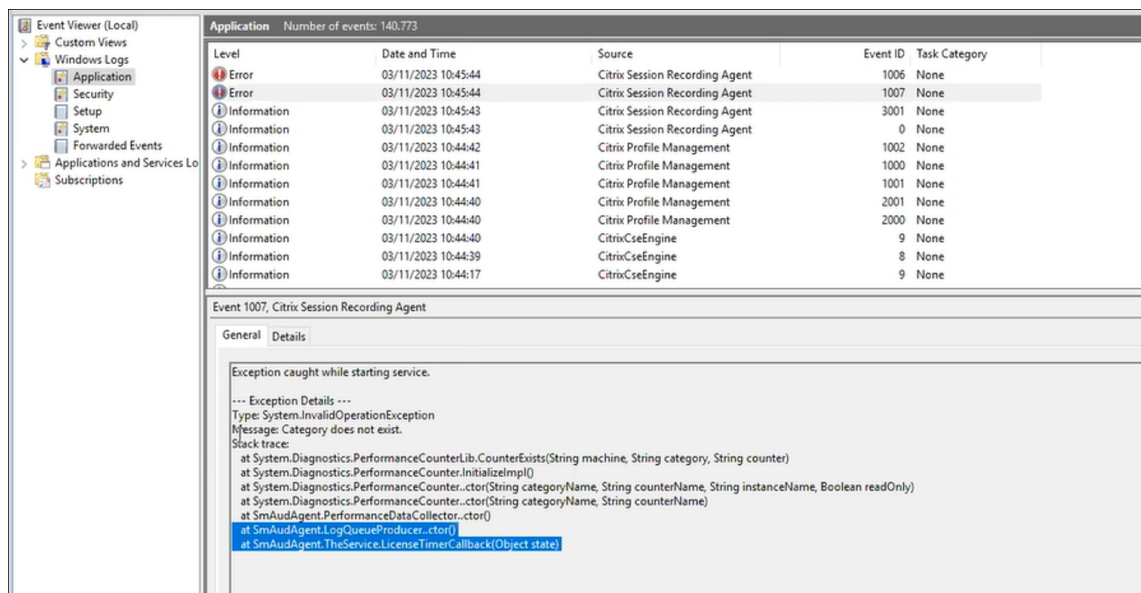 Event Viewer (Local)
Custom Views
Windows Logs
Application
Security
Setup
System
Forwarded Events
Applications and Services Lo
Subscriptions
Application Number of events: 140.773
Level Date and Time Source Event ID Task Category
Error 03/11/2023 10:45:44 Citrix Session Recording Agent 1006 None
Error 03/11/2023 10:45:44 Citrix Session Recording Agent 1007 None
Information 03/11/2023 10:45:43 Citrix Session Recording Agent 3001 None
Information 03/11/2023 10:45:43 Citrix Session Recording Agent 0 None
Information 03/11/2023 10:44:42 Citrix Profile Management 1002 None
Information 03/11/2023 10:44:41 Citrix Profile Management 1000 None
Information 03/11/2023 10:44:41 Citrix Profile Management 1001 None
Information 03/11/2023 10:44:40 Citrix Profile Management 2001 None
Information 03/11/2023 10:44:40 Citrix Profile Management 2000 None
Information 03/11/2023 10:44:40 CitrixCseEngine 9 None
Information 03/11/2023 10:44:39 CitrixCseEngine 8 None
Information 03/11/2023 10:44:17 CitrixCseEngine 9 None
Event 1007, Citrix Session Recording Agent
General Details
Exception caught while starting service.
--- Exception Details ---
Type: System.InvalidOperationException
Message: Category does not exist.
Stack trace:
at System.Diagnostics.PerformanceCounterLib.CounterExists(String machine, String category, String counter)
at System.Diagnostics.PerformanceCounter.InitializeImpl()
at System.Diagnostics.PerformanceCounter..ctor(String categoryName, String counterName, String instanceName, Boolean readOnly)
at System.Diagnostics.PerformanceCounter..ctor(String categoryName, String counterName)
at SmAudAgent.PerformanceDataCollector..ctor()
at SmAudAgent.LogQueueProducer..ctor()
at SmAudAgent.TheService.LicenseTimerCallback(Object state)